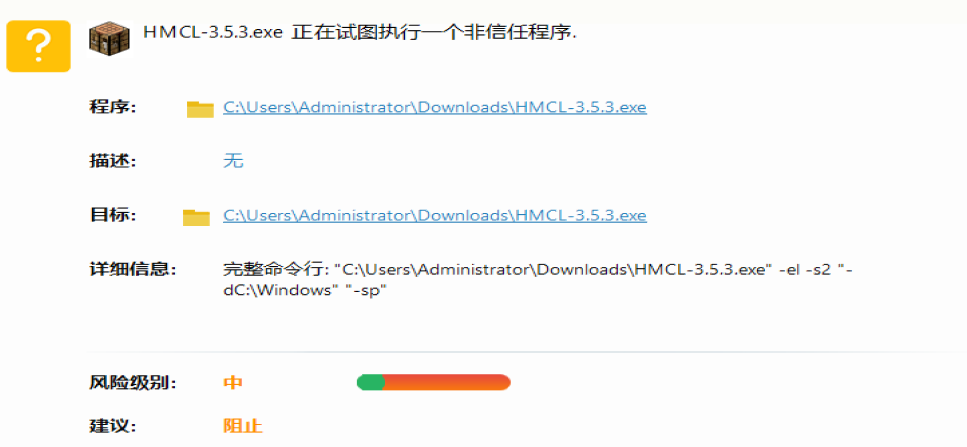 ?
HMCL-3.5.3.exe 正在试图执行一个非信任程序.
程序: C:\Users\Administrator\Downloads\HMCL-3.5.3.exe
描述: 无
目标: C:\Users\Administrator\Downloads\HMCL-3.5.3.exe
详细信息: 完整命令行: "C:\Users\Administrator\Downloads\HMCL-3.5.3.exe" -el -s2 "-
dC:\Windows" "-sp"
风险级别: 中
建议: 阻止